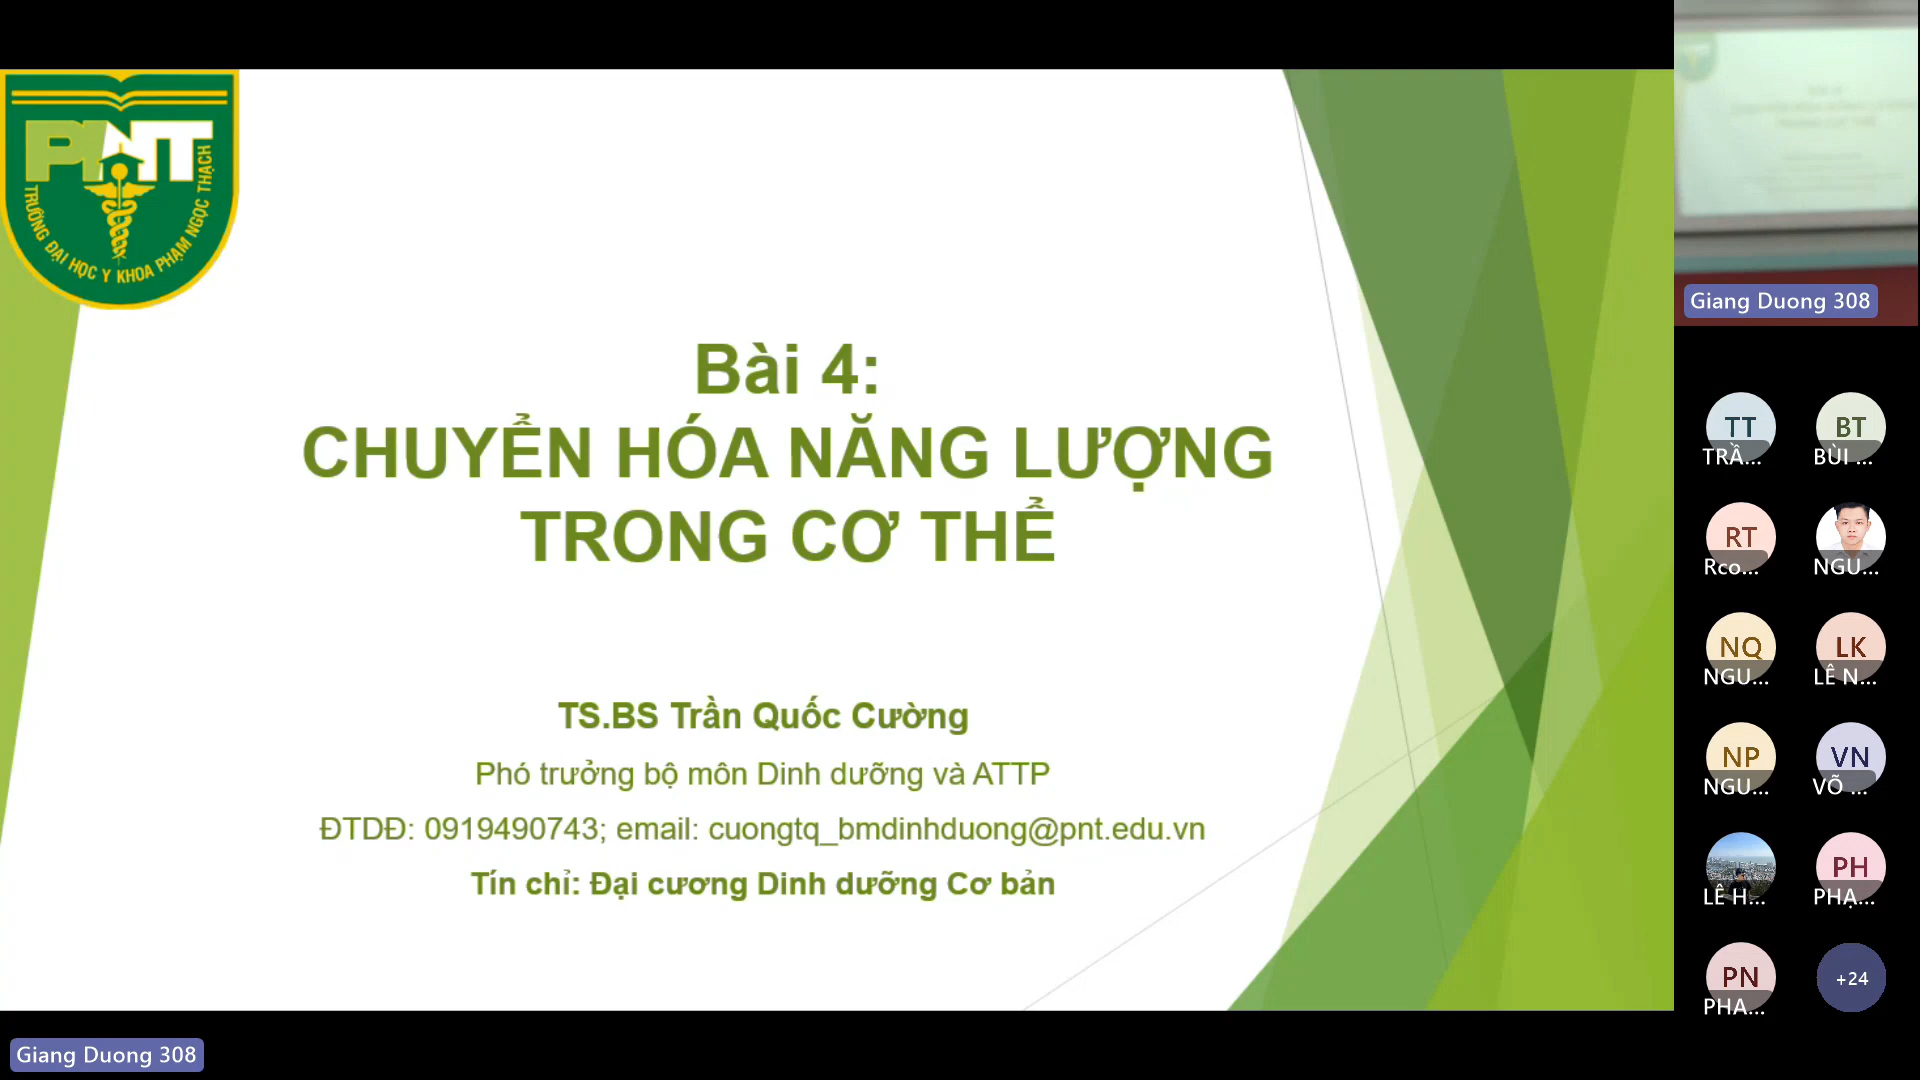 PNT
TRƯỜNG ĐẠI HỌC Y KHOA PHẠM NGỌC THẠCH
Bài 4:
CHUYỂN HÓA NĂNG LƯỢNG
TRONG CƠ THỂ
TS.BS Trần Quốc Cường
Phó trưởng bộ môn Dinh dưỡng và ATTP
ĐTDĐ: 0919490743; email: cuongtq_bmdinhduong@pnt.edu.vn
Tín chỉ: Đại cương Dinh dưỡng Cơ bản
Giang Duong 308
Giang Duong 308
TT
TRẦ...
BT
BÙI ...
RT
Rco...
NGU...
NQ
NGU...
LK
LÊ N...
NP
NGU...
VN
VÕ ...
LÊ H...
PH
PHẠ...
PN
PHA...
+24